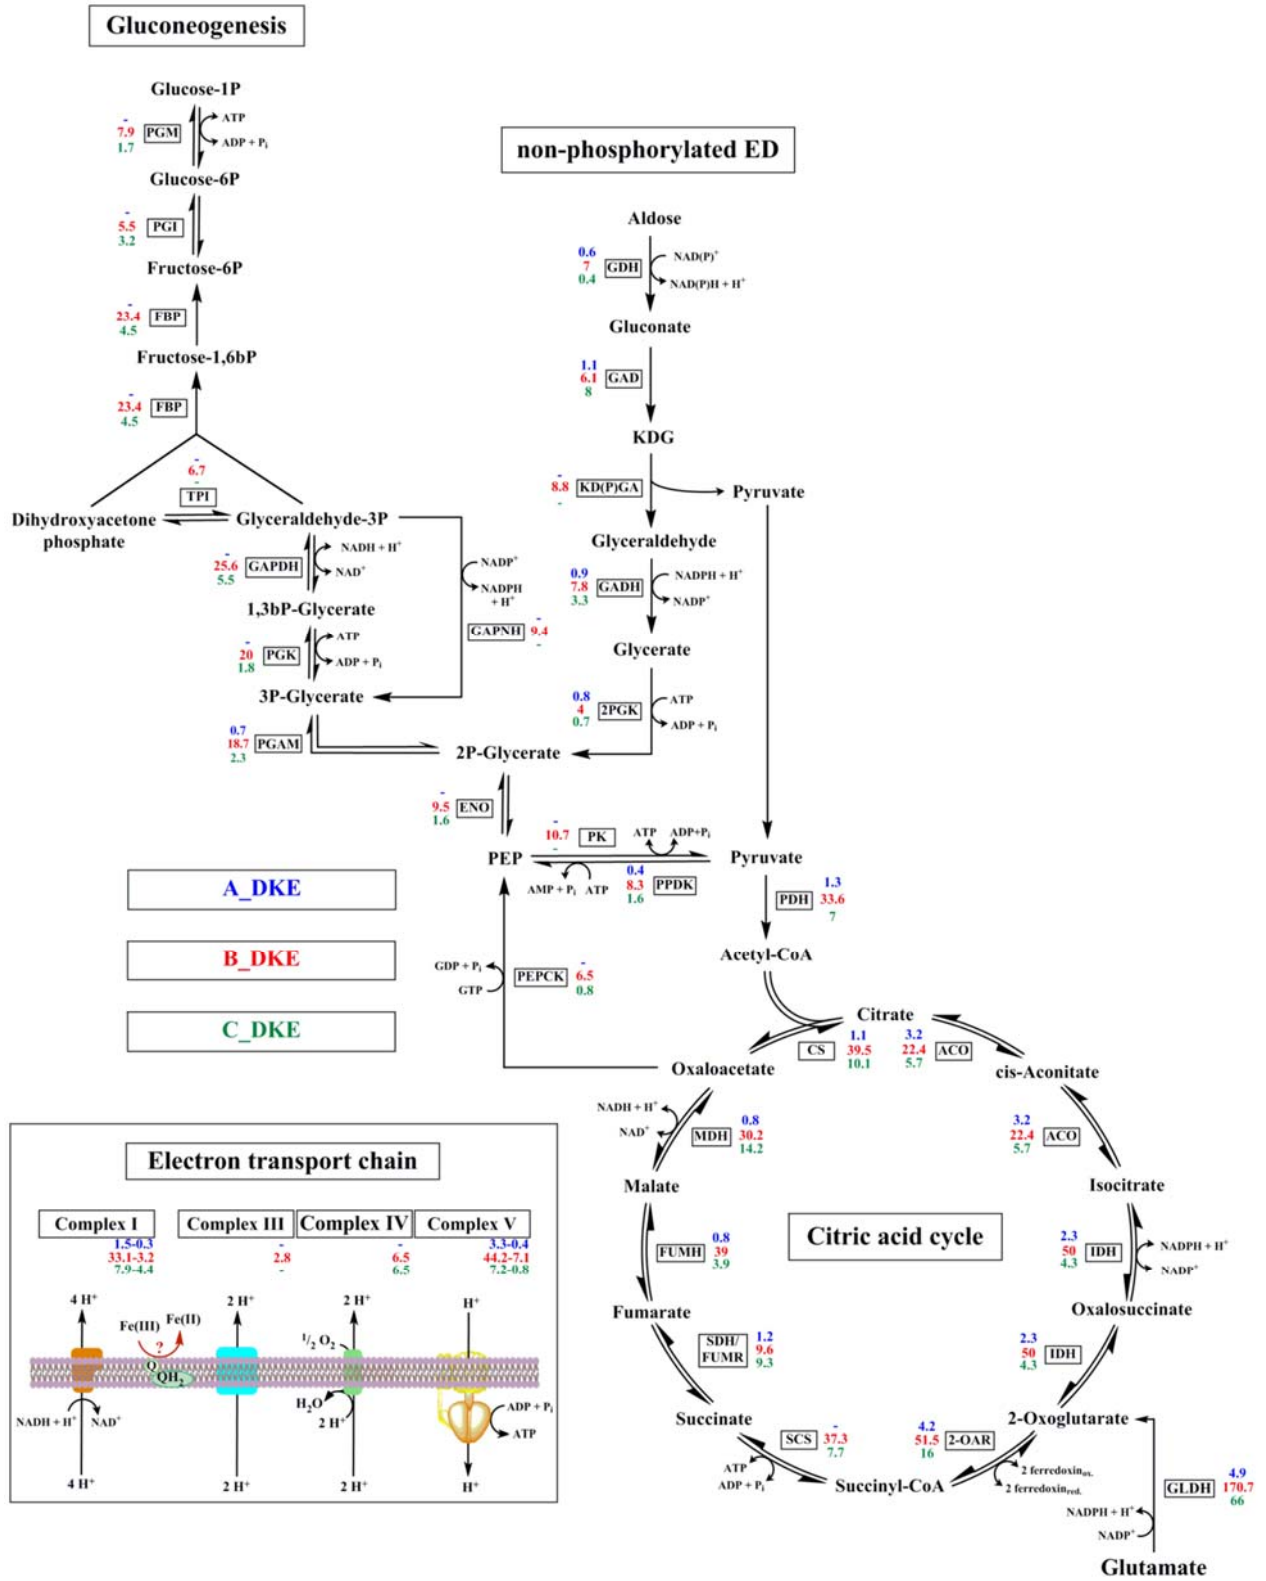 Gluconeogenesis
Glucose-1P
-
7.9
1.7
PGM
ATP
ADP + Pi
Glucose-6P
-
5.5
3.2
PGI
Fructose-6P
-
23.4
4.5
FBP
Fructose-1,6bP
-
23.4
4.5
FBP
-
6.7
-
TPI
Dihydroxyacetone
phosphate
Glyceraldehyde-3P
-
25.6
5.5
GAPDH
NADH + H+
NAD+
NADP+
NADPH
+ H+
GAPNH
-
9.4
-
1,3bP-Glycerate
-
20
1.8
PGK
ATP
ADP + Pi
3P-Glycerate
0.7
18.7
2.3
PGAM
non-phosphorylated ED
Aldose
0.6
7
0.4
GDH
NAD(P)+
NAD(P)H + H+
Gluconate
1.1
6.1
8
GAD
KDG
-
8.8
-
KD(P)GA
Pyruvate
Glyceraldehyde
0.9
7.8
3.3
GADH
NADPH + H+
NADP+
Glycerate
0.8
4
0.7
2PGK
ATP
ADP + Pi
2P-Glycerate
-
9.5
1.6
ENO
PEP
-
10.7
-
PK
ATP
ADP+Pi
AMP + Pi
ATP
0.4
8.3
1.6
PPDK
Pyruvate
PDH
1.3
33.6
7
Acetyl-CoA
A_DKE
B_DKE
C_DKE
GDP + Pi
GTP
PEPCK
-
6.5
0.8
Citric acid cycle
Citrate
CS
1.1
39.5
10.1
3.2
22.4
5.7
ACO
Oxaloacetate
cis-Aconitate
NADH + H+
NAD+
MDH
0.8
30.2
14.2
3.2
22.4
5.7
ACO
Malate
Isocitrate
FUMH
0.8
39
3.9
2.3
50
4.3
IDH
NADPH + H+
NADP+
Fumarate
Oxalosuccinate
SDH/
FUMR
1.2
9.6
9.3
2.3
50
4.3
IDH
Succinate
2-Oxoglutarate
SCS
-
37.3
7.7
ATP
ADP + Pi
4.2
51.5
16
2-OAR
2 ferredoxinox.
2 ferredoxinred.
Succinyl-CoA
GLDH
4.9
170.7
66
NADPH + H+
NADP+
Glutamate
Electron transport chain
Complex I
1.5-0.3
33.1-3.2
7.9-4.4
Complex III
-
2.8
-
Complex IV
-
6.5
6.5
Complex V
3.3-0.4
44.2-7.1
7.2-0.8
4 H+
Fe(III)
Fe(II)
?
2 H+
2 H+
H+
1/2 O2
Q
QH2
H2O
2 H+
NADH + H+
NAD+
ADP + Pi
ATP
4 H+
2 H+
2 H+
H+